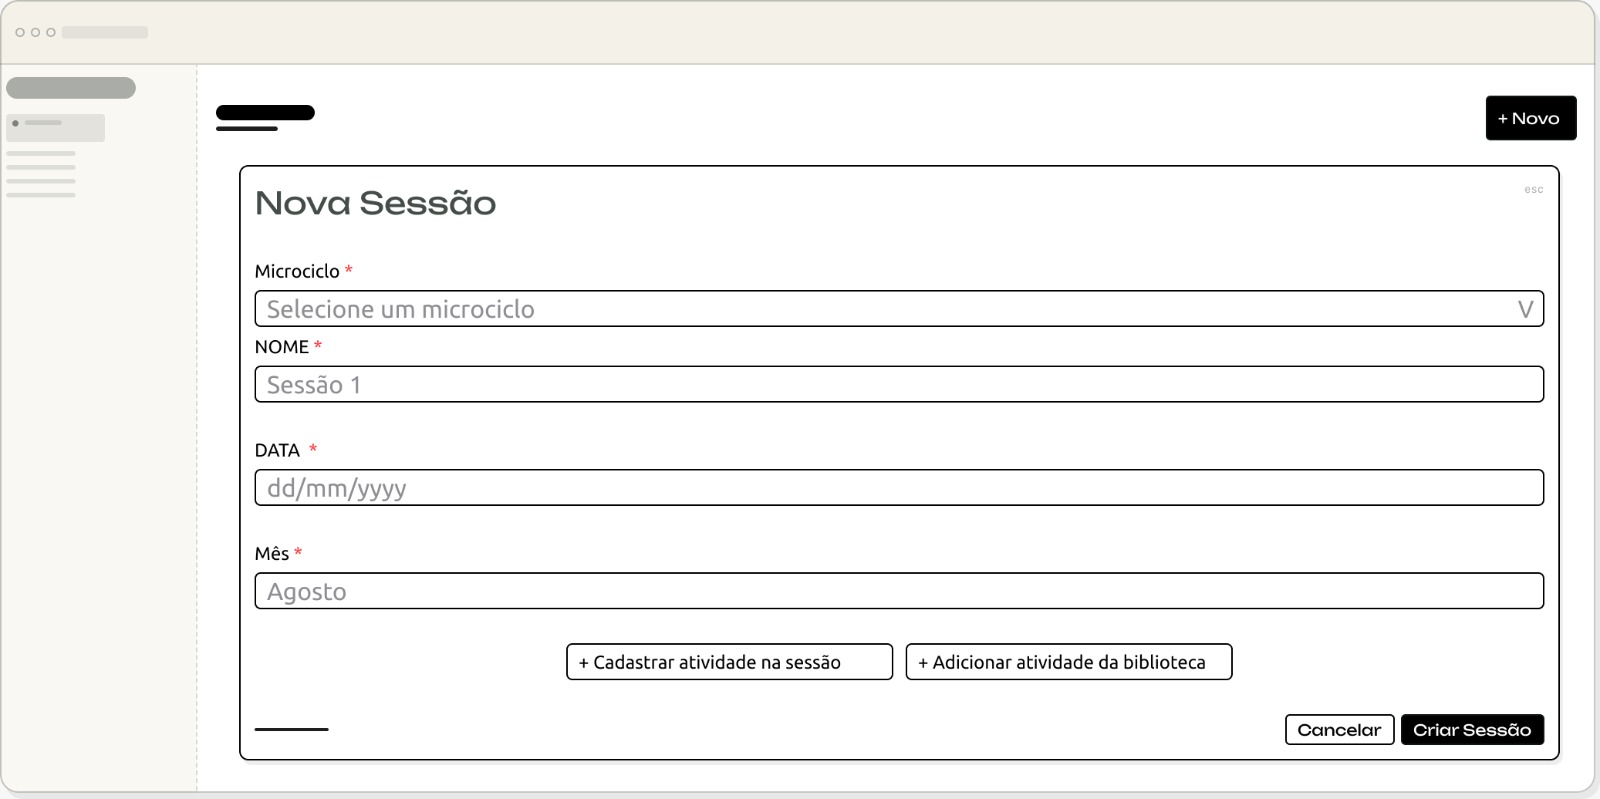 + Novo
Nova Sessão
esc
Microciclo *
Selecione um microciclo V
NOME *
Sessão 1
DATA *
dd/mm/yyyy
Mês *
Agosto
+ Cadastrar atividade na sessão
+ Adicionar atividade da biblioteca
Cancelar
Criar Sessão